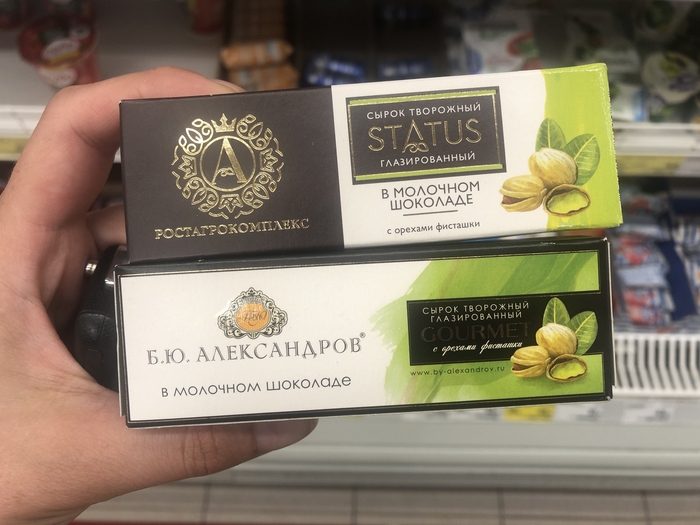 А
РОСТАГРОКОМПЛЕКС
СЫРОК ТВОРОЖНЫЙ
STATUS
ГЛАЗИРОВАННЫЙ
В МОЛОЧНОМ
ШОКОЛАДЕ
с орехами фисташки
Б.Ю. АЛЕКСАНДРОВ®
В МОЛОЧНОМ ШОКОЛАДЕ
СЫРОК ТВОРОЖНЫЙ
ГЛАЗИРОВАННЫЙ
GOURMET
с орехами фисташки
www.by-alexandrov.ru